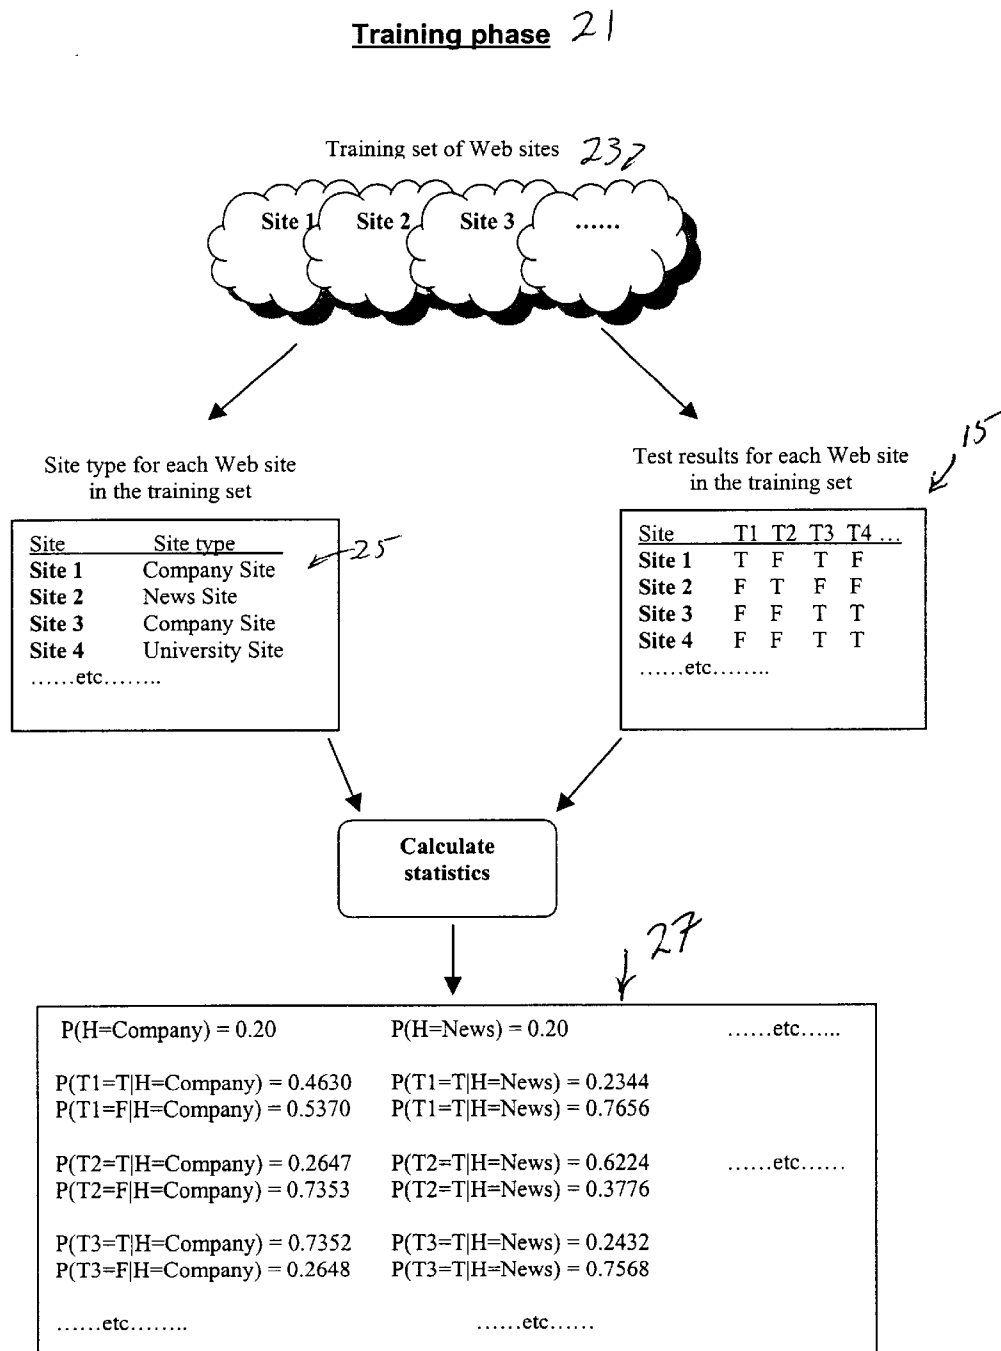 Training phase 21
Training set of Web sites 23
Site 1 Site 2 Site 3 ......
Site type for each Web site
in the training set
Site Site type
Site 1 Company Site
Site 2 News Site
Site 3 Company Site
Site 4 University Site
......etc........
25
Test results for each Web site
in the training set
15
Site T1 T2 T3 T4 ...
Site 1 T F T F
Site 2 F T F F
Site 3 F F T T
Site 4 F F T T
......etc........
Calculate
statistics
27
P(H=Company) = 0.20 P(H=News) = 0.20 ......etc......
P(T1=T|H=Company) = 0.4630 P(T1=T|H=News) = 0.2344
P(T1=F|H=Company) = 0.5370 P(T1=T|H=News) = 0.7656
P(T2=T|H=Company) = 0.2647 P(T2=T|H=News) = 0.6224 ......etc......
P(T2=F|H=Company) = 0.7353 P(T2=T|H=News) = 0.3776
P(T3=T|H=Company) = 0.7352 P(T3=T|H=News) = 0.2432
P(T3=F|H=Company) = 0.2648 P(T3=T|H=News) = 0.7568
......etc........ ......etc......